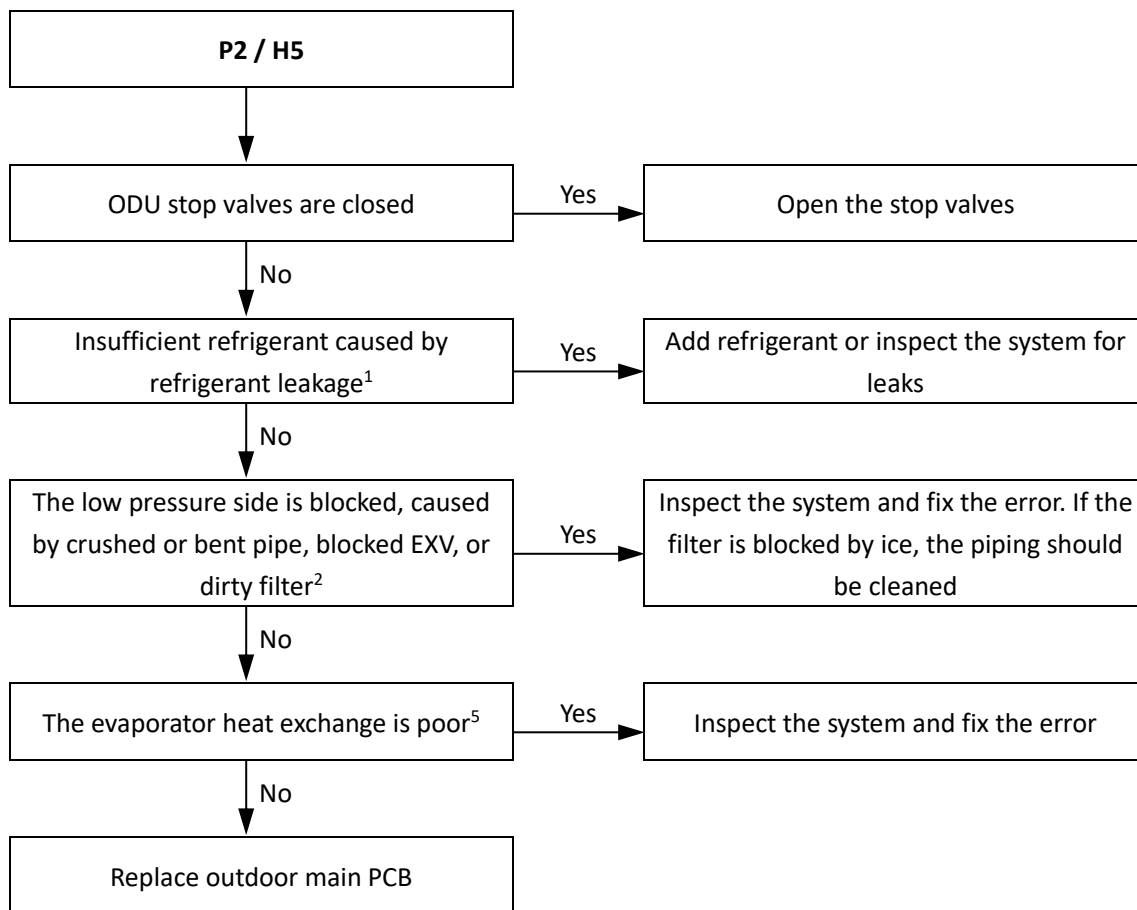 P2 / H5
ODU stop valves are closed
Yes
Open the stop valves
No
Insufficient refrigerant caused by
refrigerant leakage1
Yes
Add refrigerant or inspect the system for
leaks
No
The low pressure side is blocked, caused
by crushed or bent pipe, blocked EXV, or
dirty filter2
Yes
Inspect the system and fix the error. If the
filter is blocked by ice, the piping should
be cleaned
No
The evaporator heat exchange is poor5
Yes
Inspect the system and fix the error
No
Replace outdoor main PCB